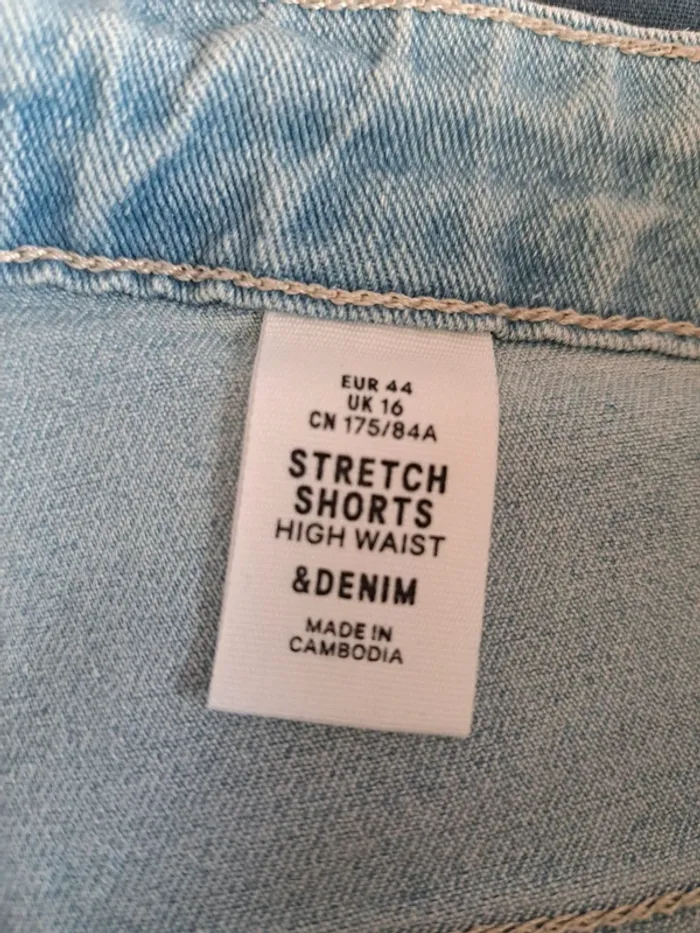 EUR 44
UK 16
CN 175/84A
STRETCH
SHORTS
HIGH WAIST
&DENIM
MADE IN
CAMBODIA